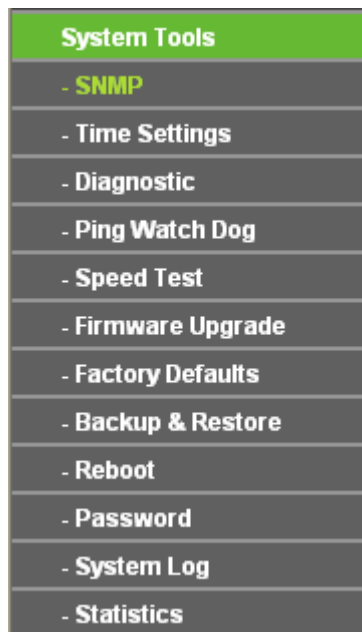 System Tools
- SNMP
- Time Settings
- Diagnostic
- Ping Watch Dog
- Speed Test
- Firmware Upgrade
- Factory Defaults
- Backup & Restore
- Reboot
- Password
- System Log
- Statistics